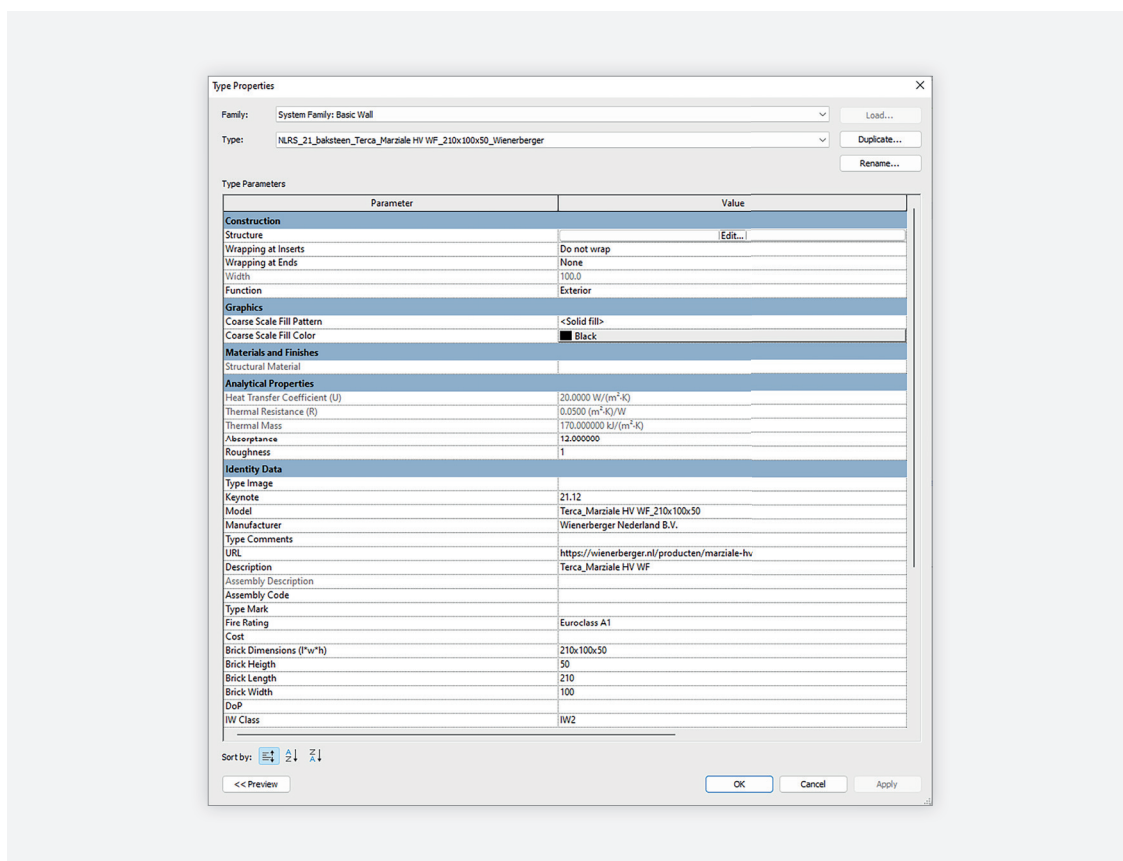 Type Properties
Family: System Family: Basic Wall Load...
Type: NLRS_21_baksteen_Terca_Marziale HV WF_210x100x50_Wienerberger Duplicate...
Rename...
Type Parameters
Parameter Value
Construction
Structure Edit...
Wrapping at Inserts Do not wrap
Wrapping at Ends None
Width 100.0
Function Exterior
Graphics
Coarse Scale Fill Pattern <Solid fill>
Coarse Scale Fill Color Black
Materials and Finishes
Structural Material
Analytical Properties
Heat Transfer Coefficient (U) 20.0000 W/(m²·K)
Thermal Resistance (R) 0.0500 (m²·K)/W
Thermal Mass 170.000000 kJ/(m²·K)
Absorptance 12.000000
Roughness 1
Identity Data
Type Image
Keynote 21.12
Model Terca_Marziale HV WF_210x100x50
Manufacturer Wienerberger Nederland B.V.
Type Comments
URL https://wienerberger.nl/producten/marziale-hv
Description Terca_Marziale HV WF
Assembly Description
Assembly Code
Type Mark
Fire Rating Euroclass A1
Cost
Brick Dimensions (l*w*h) 210x100x50
Brick Heigth 50
Brick Length 210
Brick Width 100
DoP
IW Class IW2
Sort by:
<< Preview OK Cancel Apply